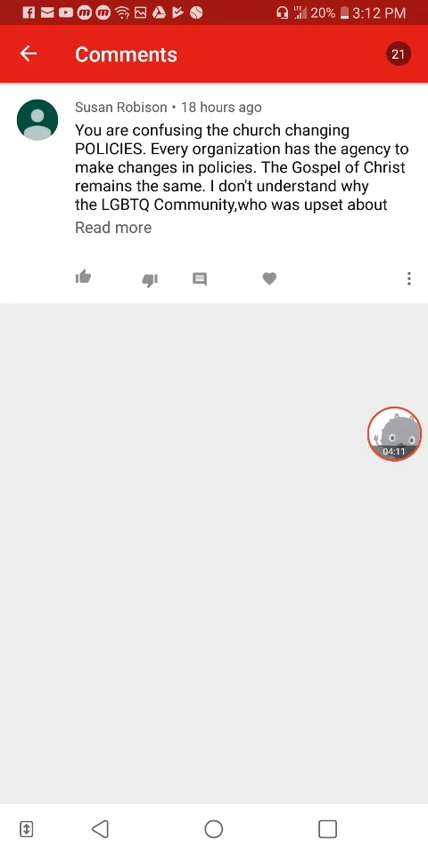 20% 3:12 PM
Comments
21
Susan Robison • 18 hours ago
You are confusing the church changing
POLICIES. Every organization has the agency to
make changes in policies. The Gospel of Christ
remains the same. I don't understand why
the LGBTQ Community,who was upset about
Read more
04:11